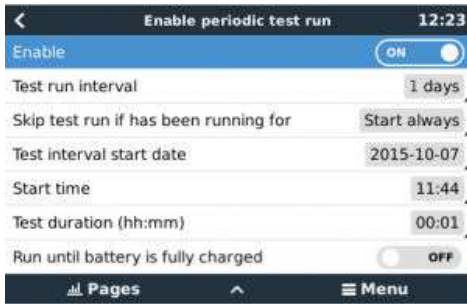 Enable periodic test run 12:23
Enable ON
Test run interval 1 days
Skip test run if has been running for Start always
Test interval start date 2015-10-07
Start time 11:44
Test duration (hh:mm) 00:01
Run until battery is fully charged OFF
Pages Menu